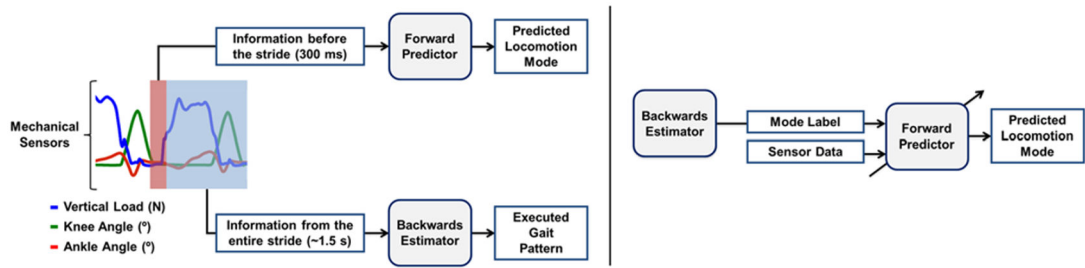 Information before
the stride (300 ms)
Forward
Predictor
Predicted
Locomotion
Mode
Mechanical
Sensors
Vertical Load (N)
Knee Angle (º)
Ankle Angle (º)
Information from the
entire stride (~1.5 s)
Backwards
Estimator
Executed
Gait
Pattern
Backwards
Estimator
Mode Label
Sensor Data
Forward
Predictor
Predicted
Locomotion
Mode